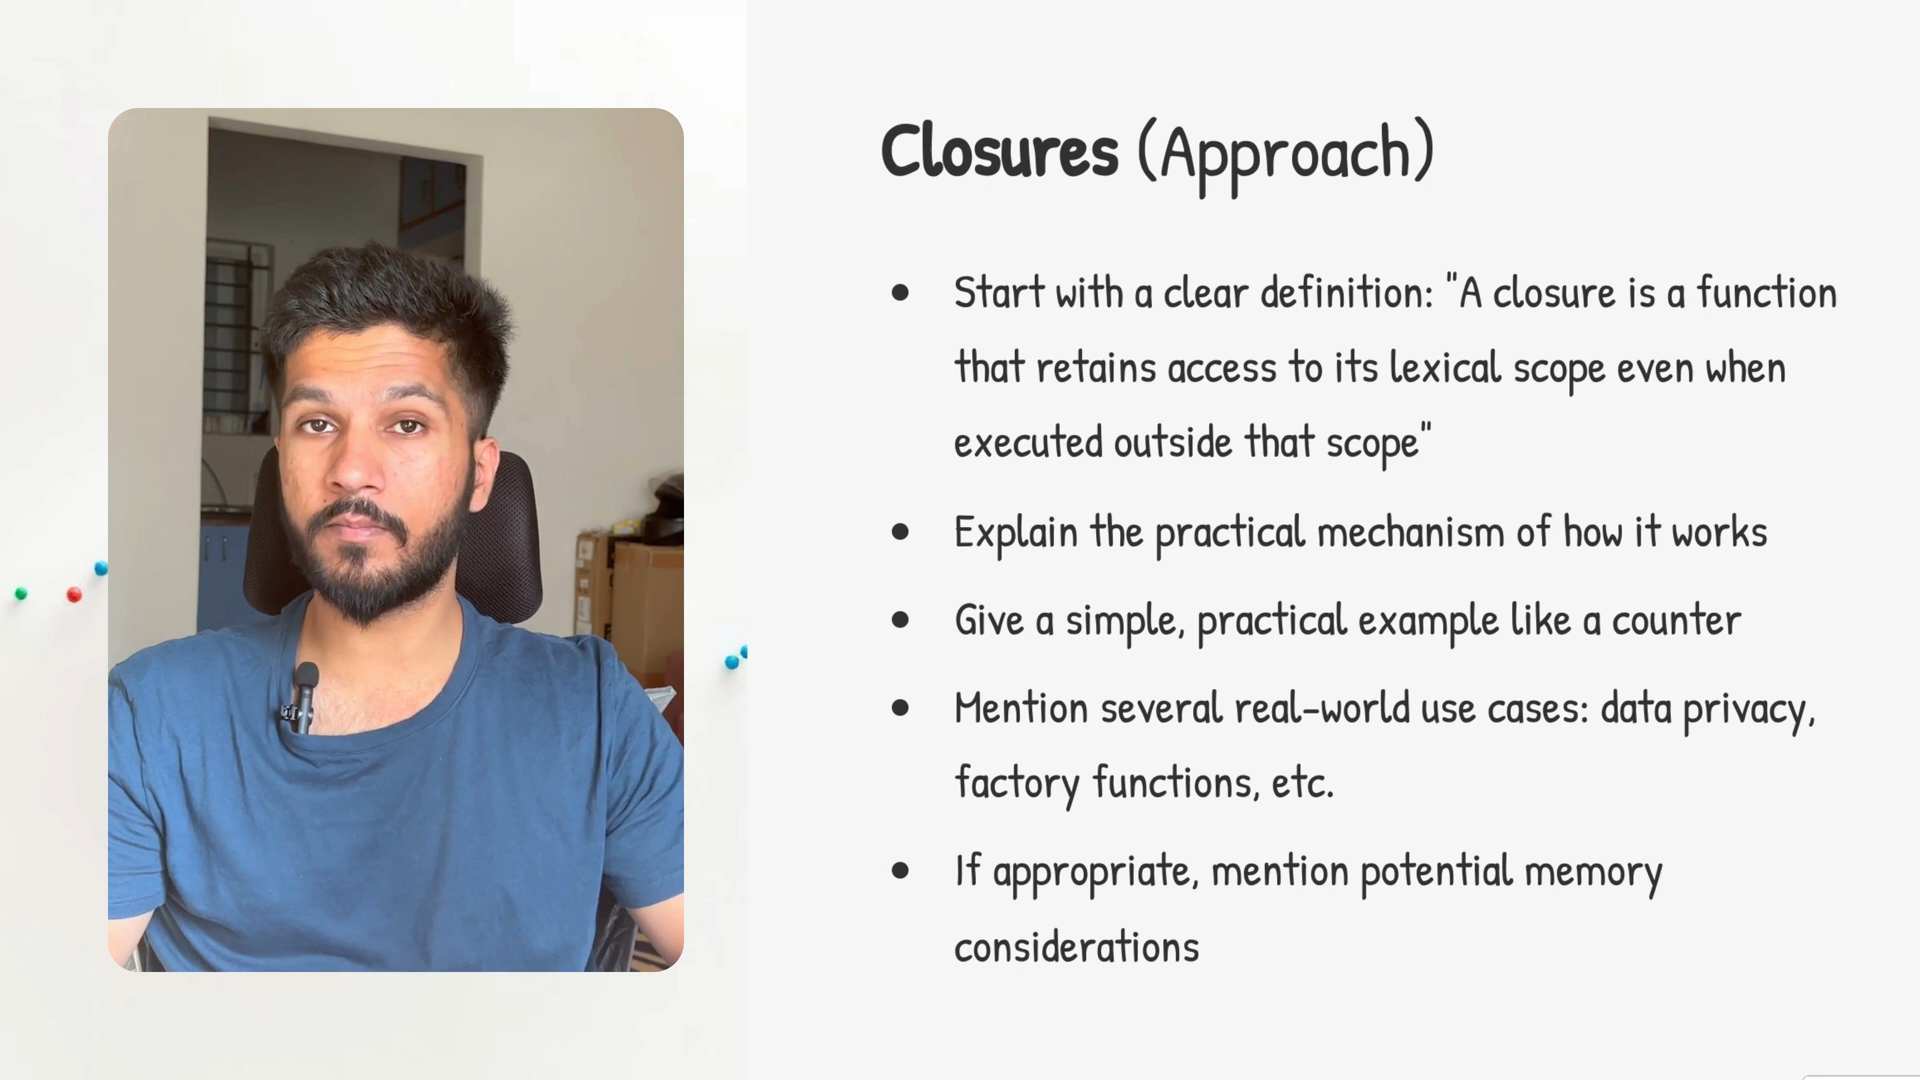 Closures (Approach)
● Start with a clear definition: "A closure is a function
that retains access to its lexical scope even when
executed outside that scope"
● Explain the practical mechanism of how it works
● Give a simple, practical example like a counter
● Mention several real-world use cases: data privacy,
factory functions, etc.
● If appropriate, mention potential memory
considerations